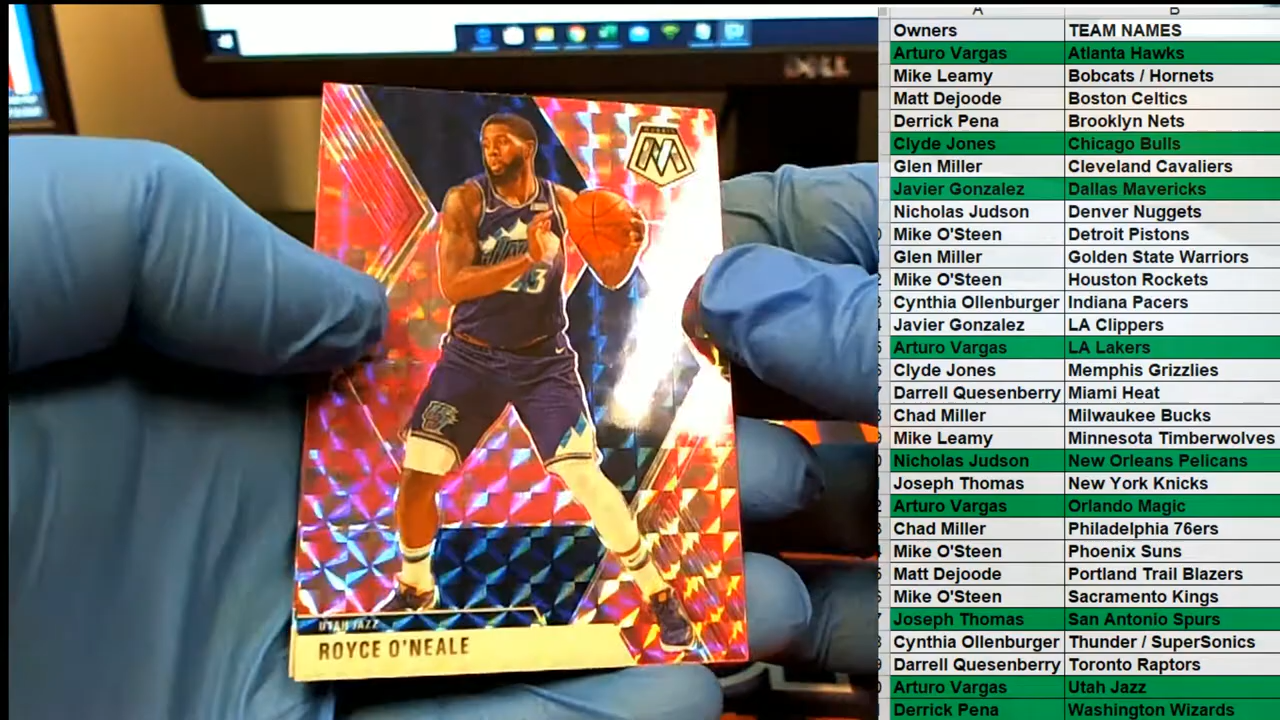 DELL
MOSAIC
23
UTAH JAZZ
ROYCE O'NEALE
A B
Owners TEAM NAMES
Arturo Vargas Atlanta Hawks
Mike Leamy Bobcats / Hornets
Matt Dejoode Boston Celtics
Derrick Pena Brooklyn Nets
Clyde Jones Chicago Bulls
Glen Miller Cleveland Cavaliers
Javier Gonzalez Dallas Mavericks
Nicholas Judson Denver Nuggets
Mike O'Steen Detroit Pistons
Glen Miller Golden State Warriors
Mike O'Steen Houston Rockets
Cynthia Ollenburger Indiana Pacers
Javier Gonzalez LA Clippers
Arturo Vargas LA Lakers
Clyde Jones Memphis Grizzlies
Darrell Quesenberry Miami Heat
Chad Miller Milwaukee Bucks
Mike Leamy Minnesota Timberwolves
Nicholas Judson New Orleans Pelicans
Joseph Thomas New York Knicks
Arturo Vargas Orlando Magic
Chad Miller Philadelphia 76ers
Mike O'Steen Phoenix Suns
Matt Dejoode Portland Trail Blazers
Mike O'Steen Sacramento Kings
Joseph Thomas San Antonio Spurs
Cynthia Ollenburger Thunder / SuperSonics
Darrell Quesenberry Toronto Raptors
Arturo Vargas Utah Jazz
Derrick Pena Washington Wizards